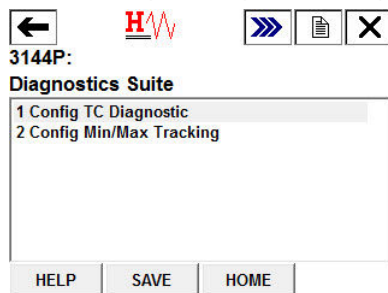 H
3144P:
Diagnostics Suite
1 Config TC Diagnostic
2 Config Min/Max Tracking
HELP SAVE HOME